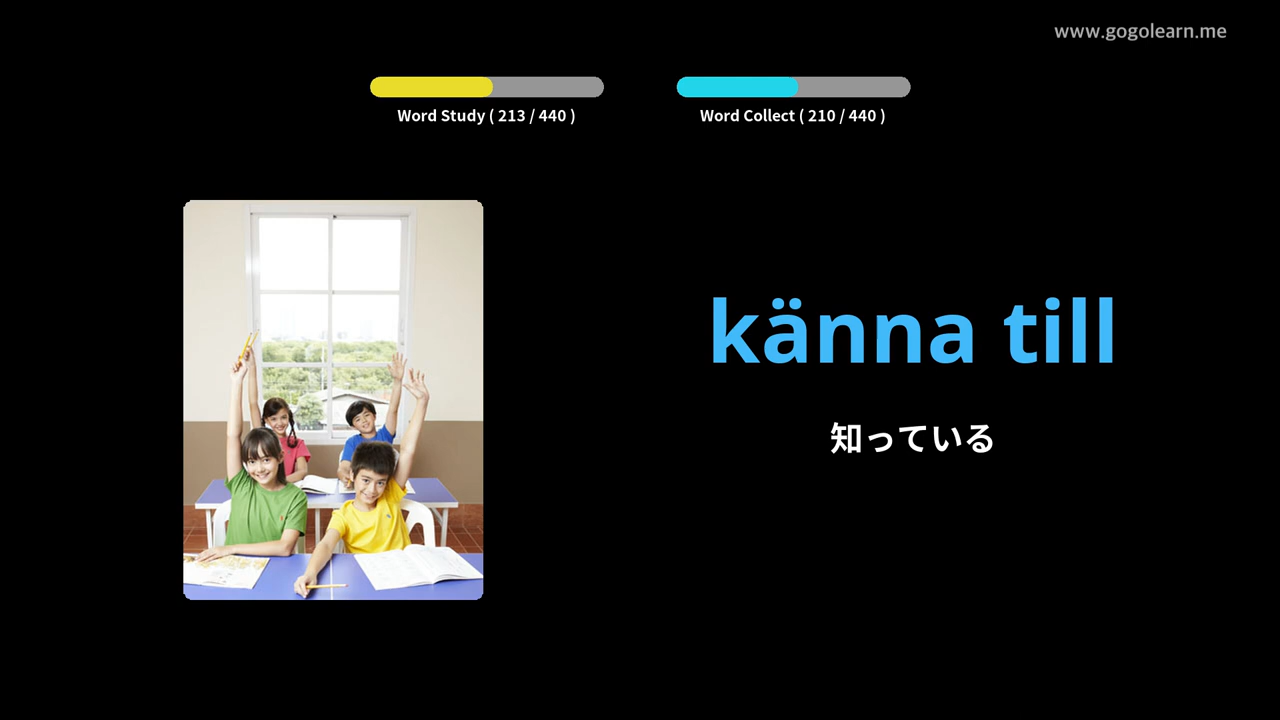 www.gogolearn.me
Word Study ( 213 / 440 )
Word Collect ( 210 / 440 )
känna till
知っている